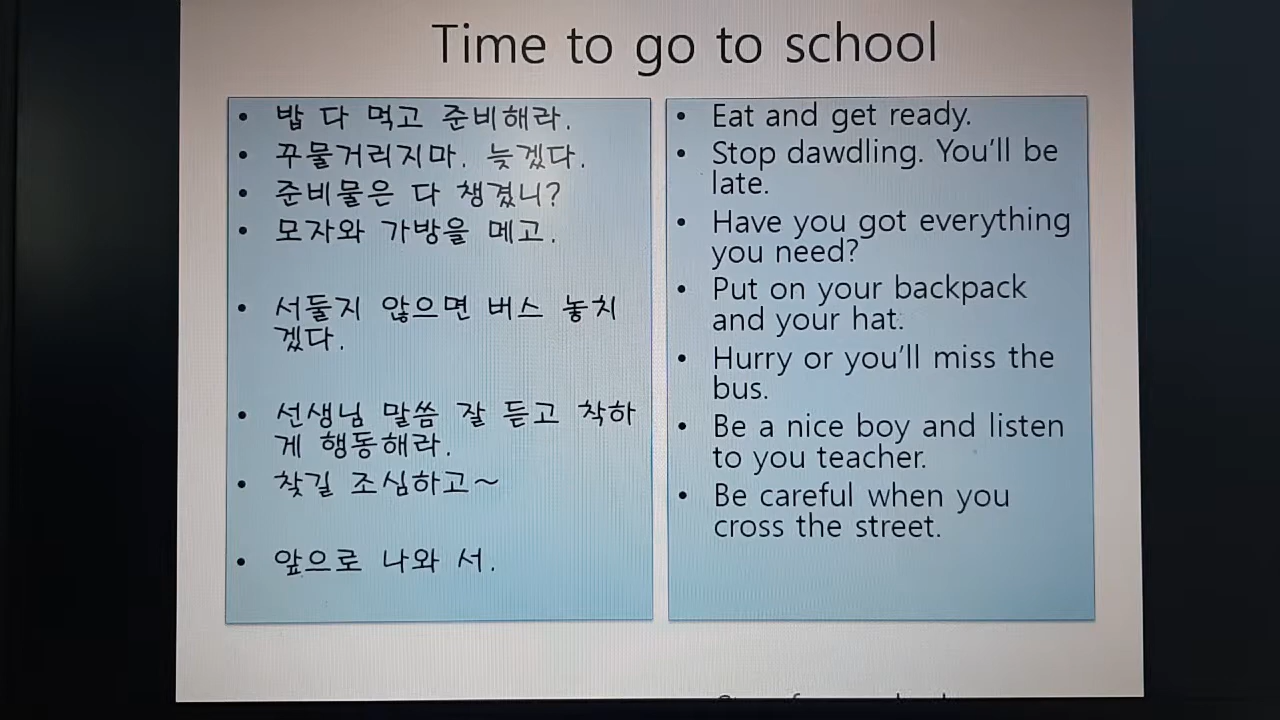 Time to go to school
• 밥 다 먹고 준비해라.
• 꾸물거리지마. 늦겠다.
• 준비물은 다 챙겼니?
• 모자와 가방을 메고.
• 서둘지 않으면 버스 놓치
겠다.
• 선생님 말씀 잘 듣고 착하
게 행동해라.
• 찻길 조심하고~
• 앞으로 나와 서.
• Eat and get ready.
• Stop dawdling. You'll be
late.
• Have you got everything
you need?
• Put on your backpack
and your hat.
• Hurry or you'll miss the
bus.
• Be a nice boy and listen
to you teacher.
• Be careful when you
cross the street.